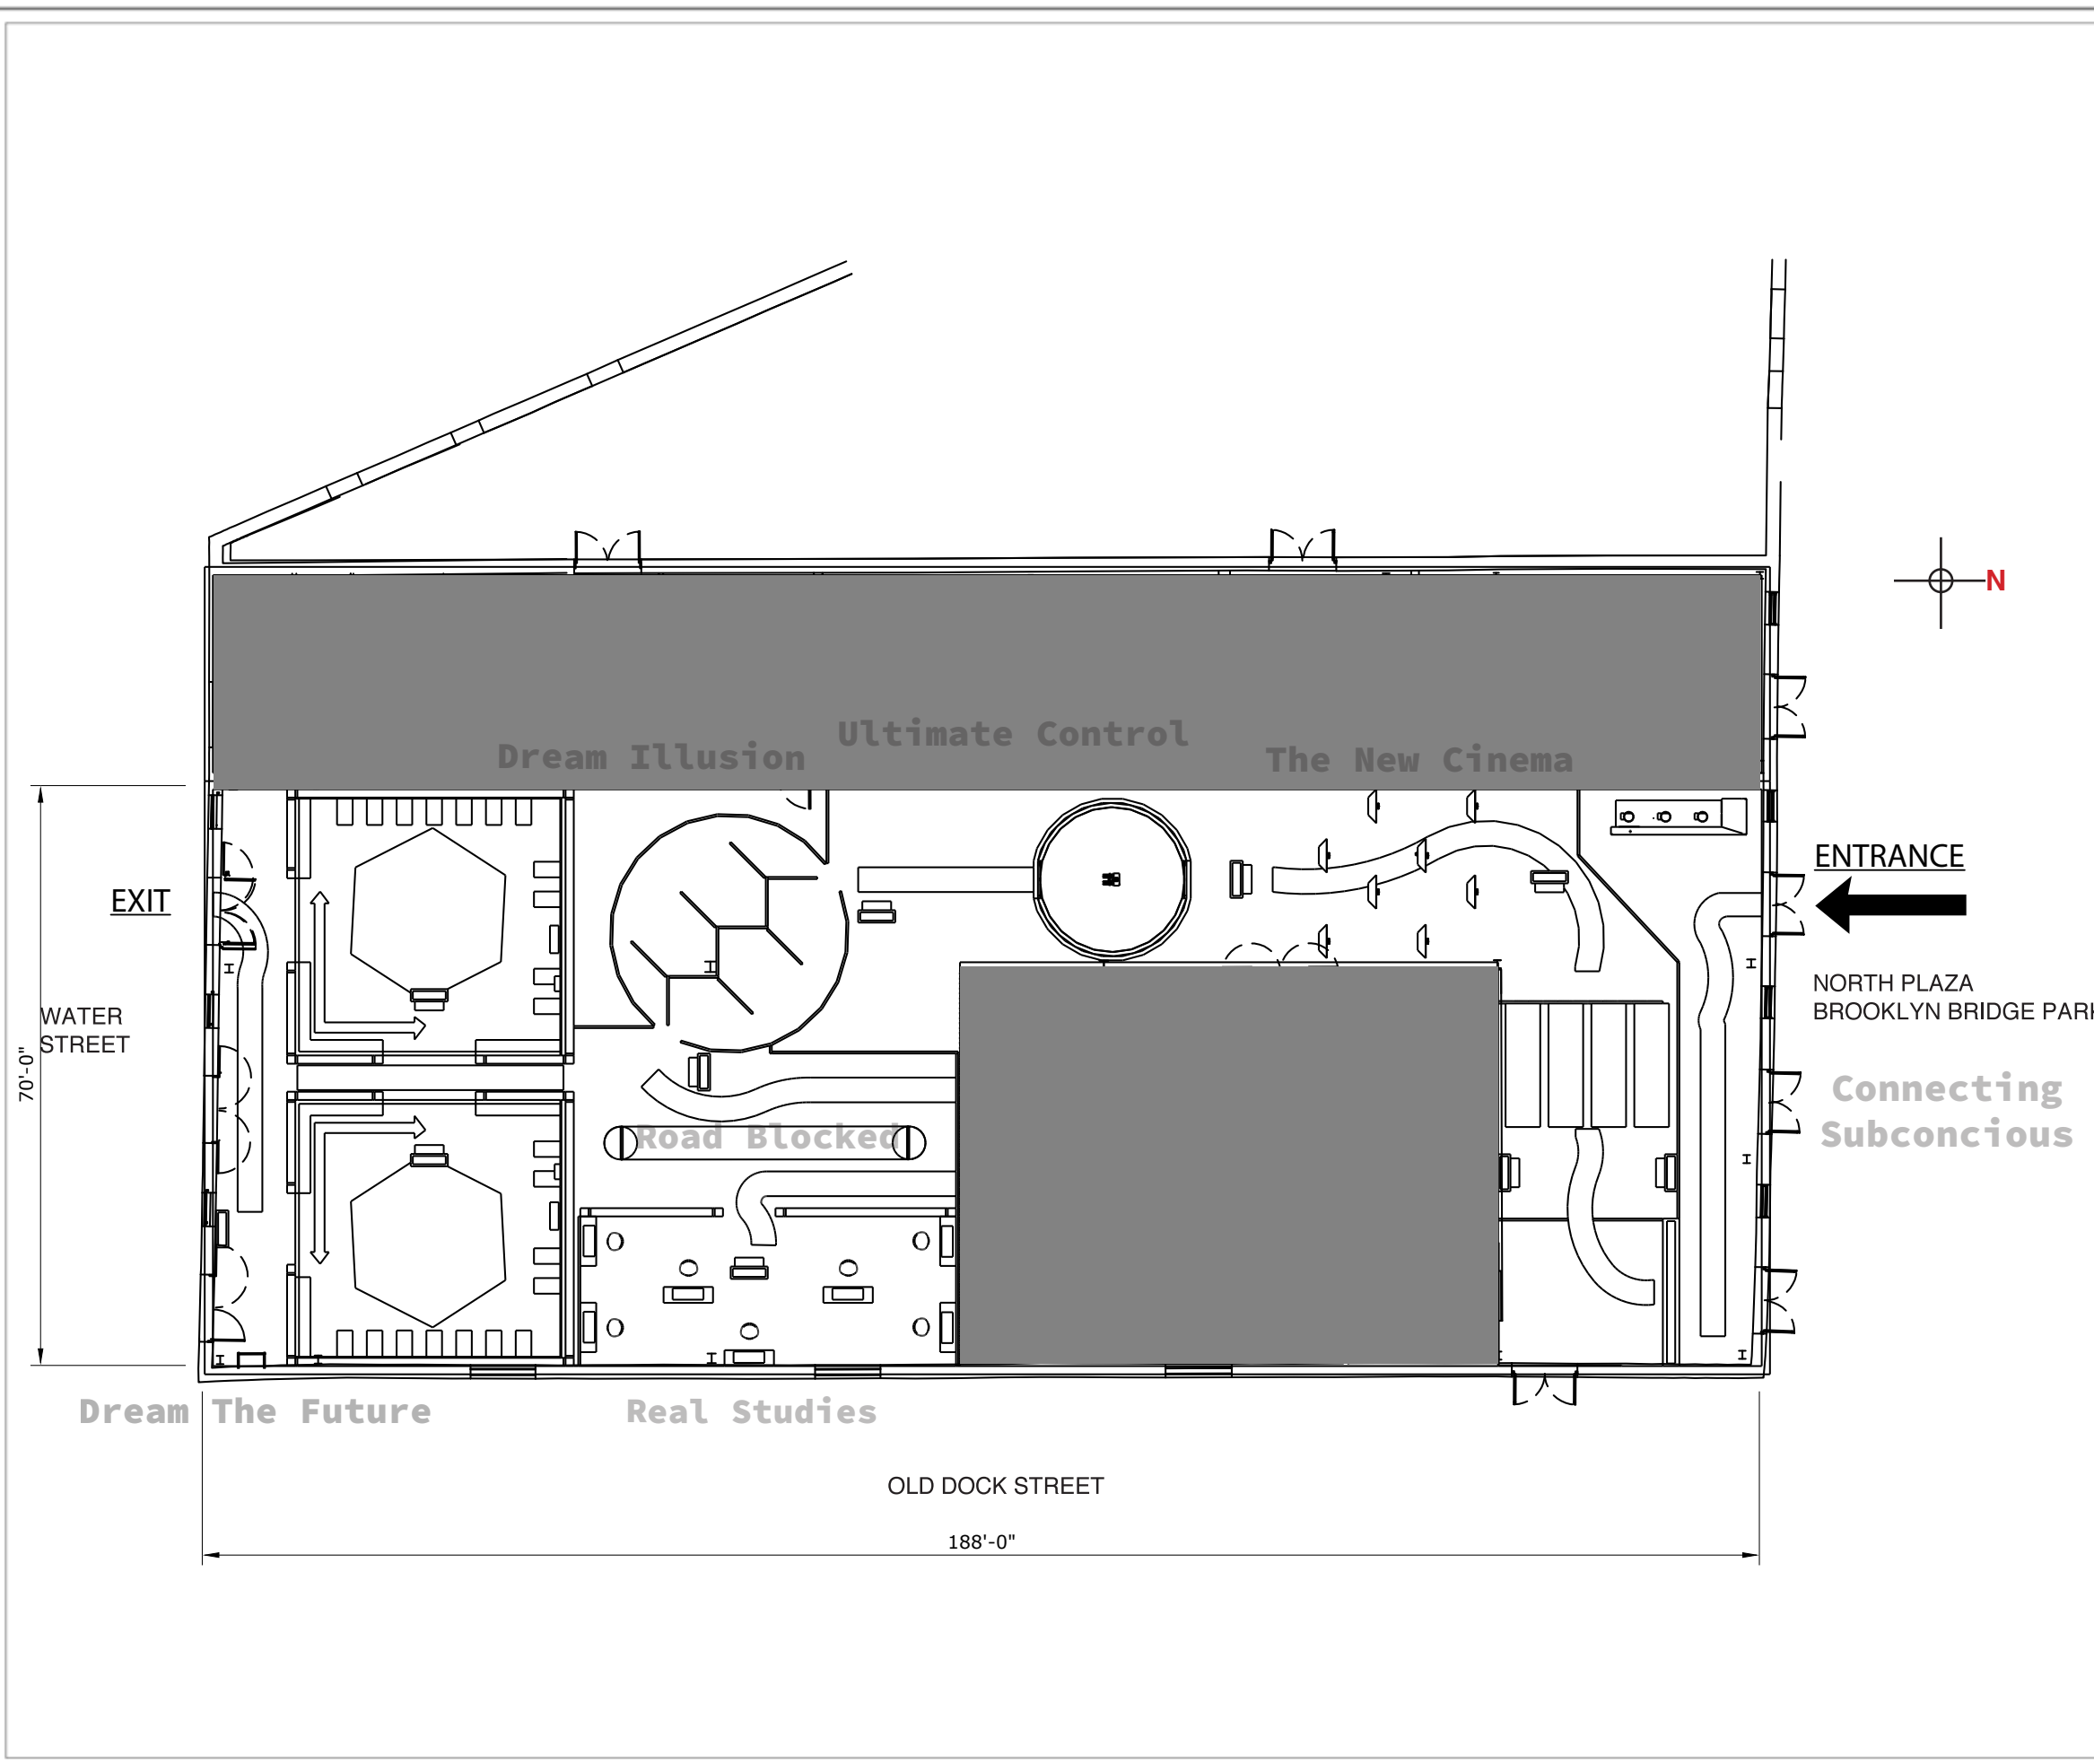 N
Ultimate Control
Dream Illusion
The New Cinema
ENTRANCE
EXIT
NORTH PLAZA
BROOKLYN BRIDGE PARK
WATER
STREET
70'-0"
Connecting
Subconcious
Road Blocked
Dream The Future
Real Studies
OLD DOCK STREET
188'-0"